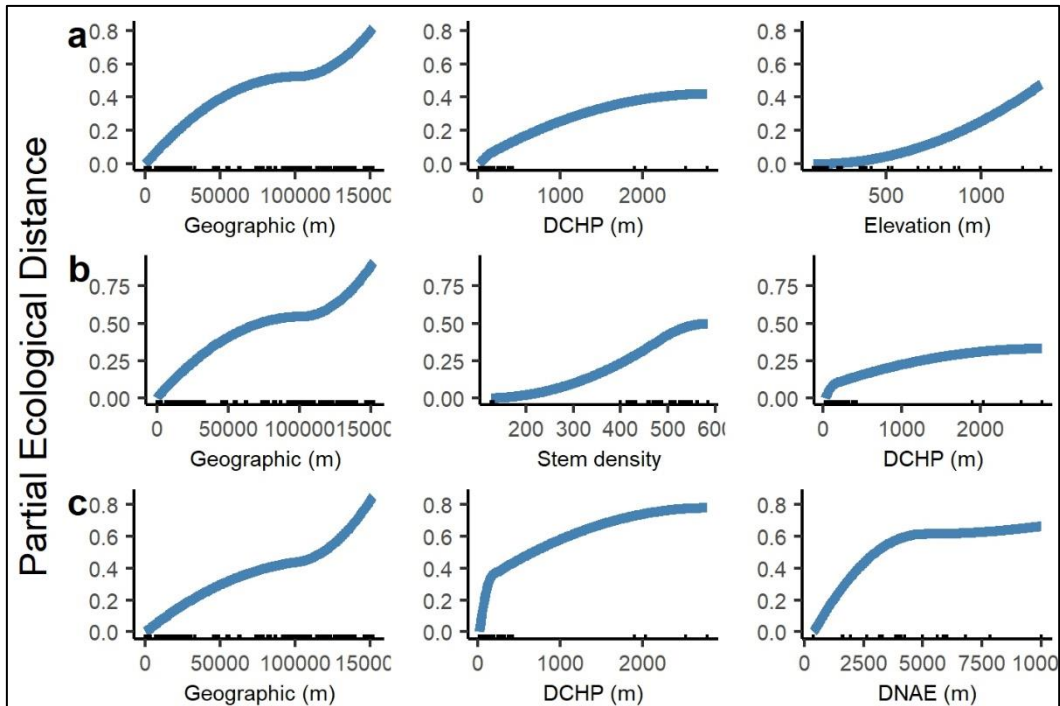 Partial Ecological Distance
a
0.8
0.6
0.4
0.2
0.0
0 50000 100000 15000
Geographic (m)
0.8
0.6
0.4
0.2
0.0
0 1000 2000
DCHP (m)
0.8
0.6
0.4
0.2
0.0
500 1000
Elevation (m)
b
0.75
0.50
0.25
0.00
0 50000 100000 15000
Geographic (m)
0.75
0.50
0.25
0.00
200 300 400 500 600
Stem density
0.75
0.50
0.25
0.00
0 1000 2000
DCHP (m)
c
0.8
0.6
0.4
0.2
0.0
0 50000 100000 15000
Geographic (m)
0.8
0.6
0.4
0.2
0.0
0 1000 2000
DCHP (m)
0.8
0.6
0.4
0.2
0.0
0 2500 5000 7500 1000
DNAE (m)